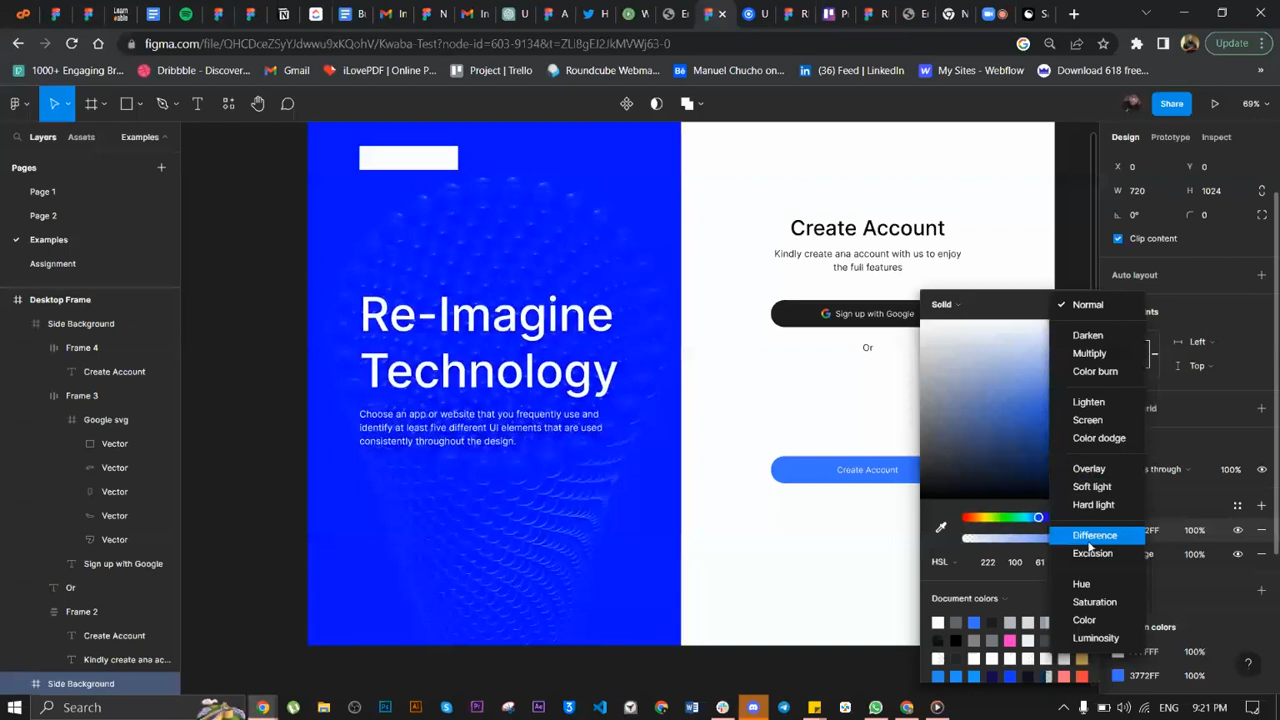 Learn
figma.com/file/QHCDceZSyYJdwwu9xKQohV/Kwaba-Test?node-id=603-9134&t=ZLl8gEJ2JkMVWj63-0
Update
1000+ Engaging Br...
Dribbble - Discover...
Gmail
iLovePDF | Online P...
Project | Trello
Roundcube Webma...
Manuel Chucho on...
(36) Feed | LinkedIn
My Sites - Webflow
Download 618 free...
Share
69%
Layers
Assets
Examples
Design
Prototype
Inspect
Pages
Page 1
Page 2
Examples
Assignment
Desktop Frame
Side Background
Frame 4
Create Account
Frame 3
Google svg
Vector
Vector
Vector
Vector
Vector
Sign up with Google
Or
Frame 2
Create Account
Kindly create ana ac...
Side Background
Re-Imagine
Technology
Choose an app or website that you frequently use and
identify at least five different UI elements that are used
consistently throughout the design.
Create Account
Kindly create ana account with us to enjoy
the full features
Sign up with Google
Or
Create Account
X 0
Y 0
W 720
H 1024
0°
0
Clip content
Auto layout
Left
Top
100%
100%
100%
3772FF
Solid
HSL 222 100 61
Document colors
Normal
Darken
Multiply
Color burn
Lighten
Screen
Color dodge
Overlay
Soft light
Hard light
Difference
Exclusion
Hue
Saturation
Color
Luminosity
?
9:21 PM